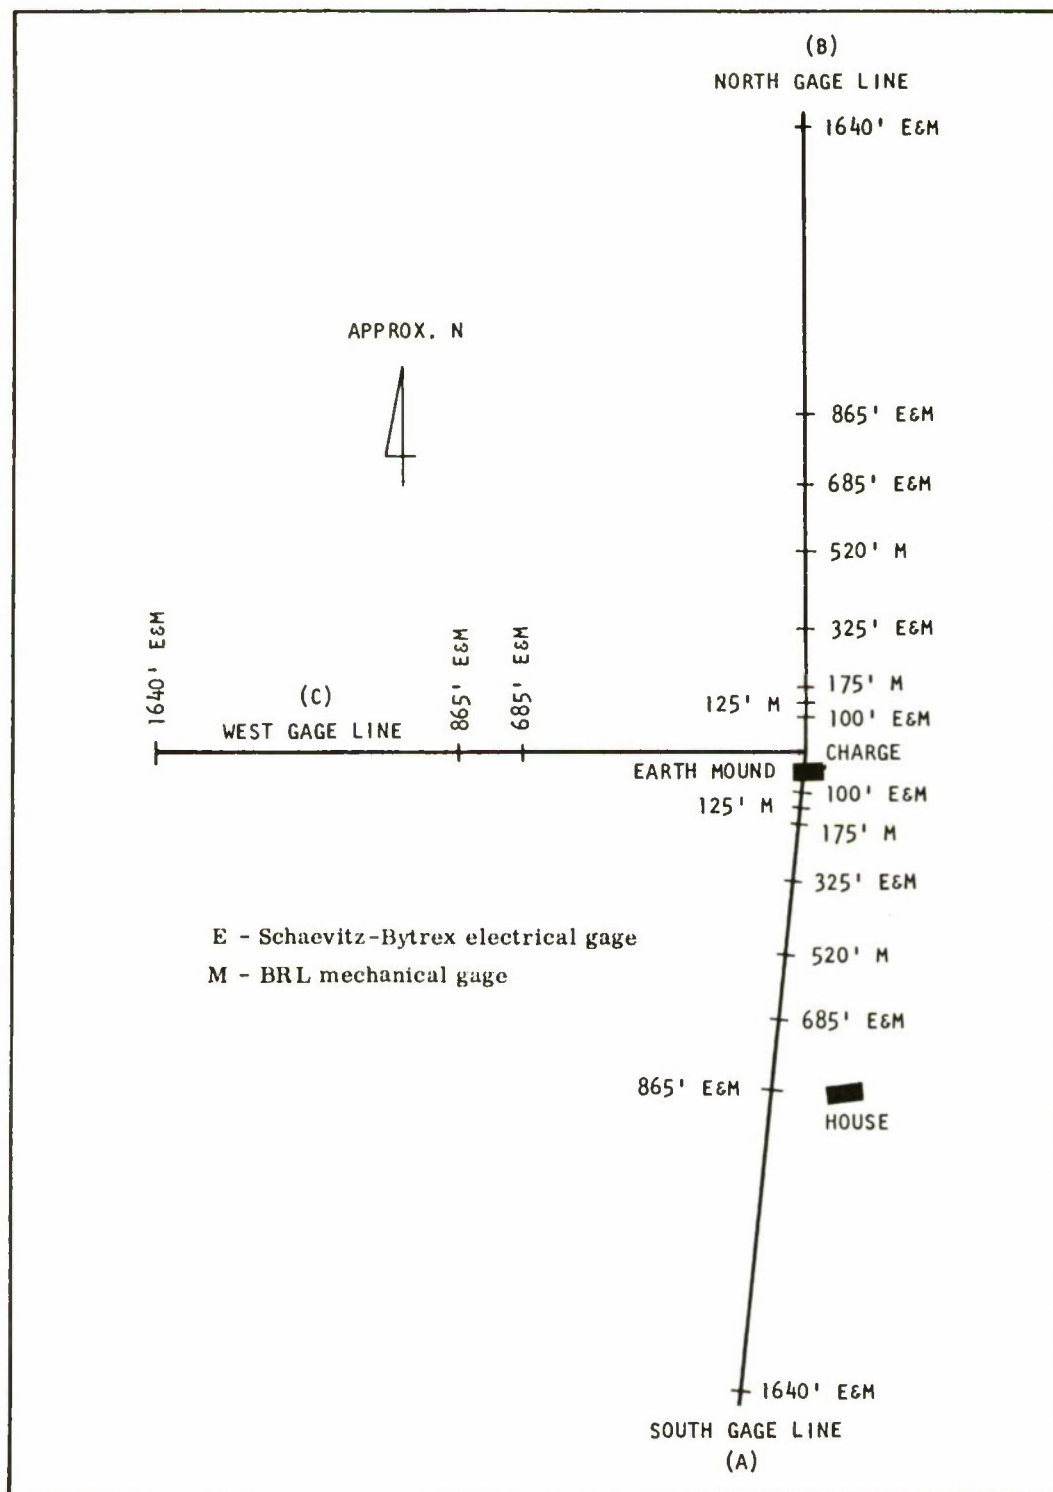 (B)
NORTH GAGE LINE
1640' E&M
APPROX. N
865' E&M
685' E&M
520' M
325' E&M
175' M
125' M
100' E&M
1640' E&M
865' E&M
685' E&M
(C)
WEST GAGE LINE
CHARGE
EARTH MOUND
100' E&M
125' M
175' M
325' E&M
E - Schaevitz-Bytrex electrical gage
M - BRL mechanical gage
520' M
685' E&M
865' E&M
HOUSE
1640' E&M
SOUTH GAGE LINE
(A)